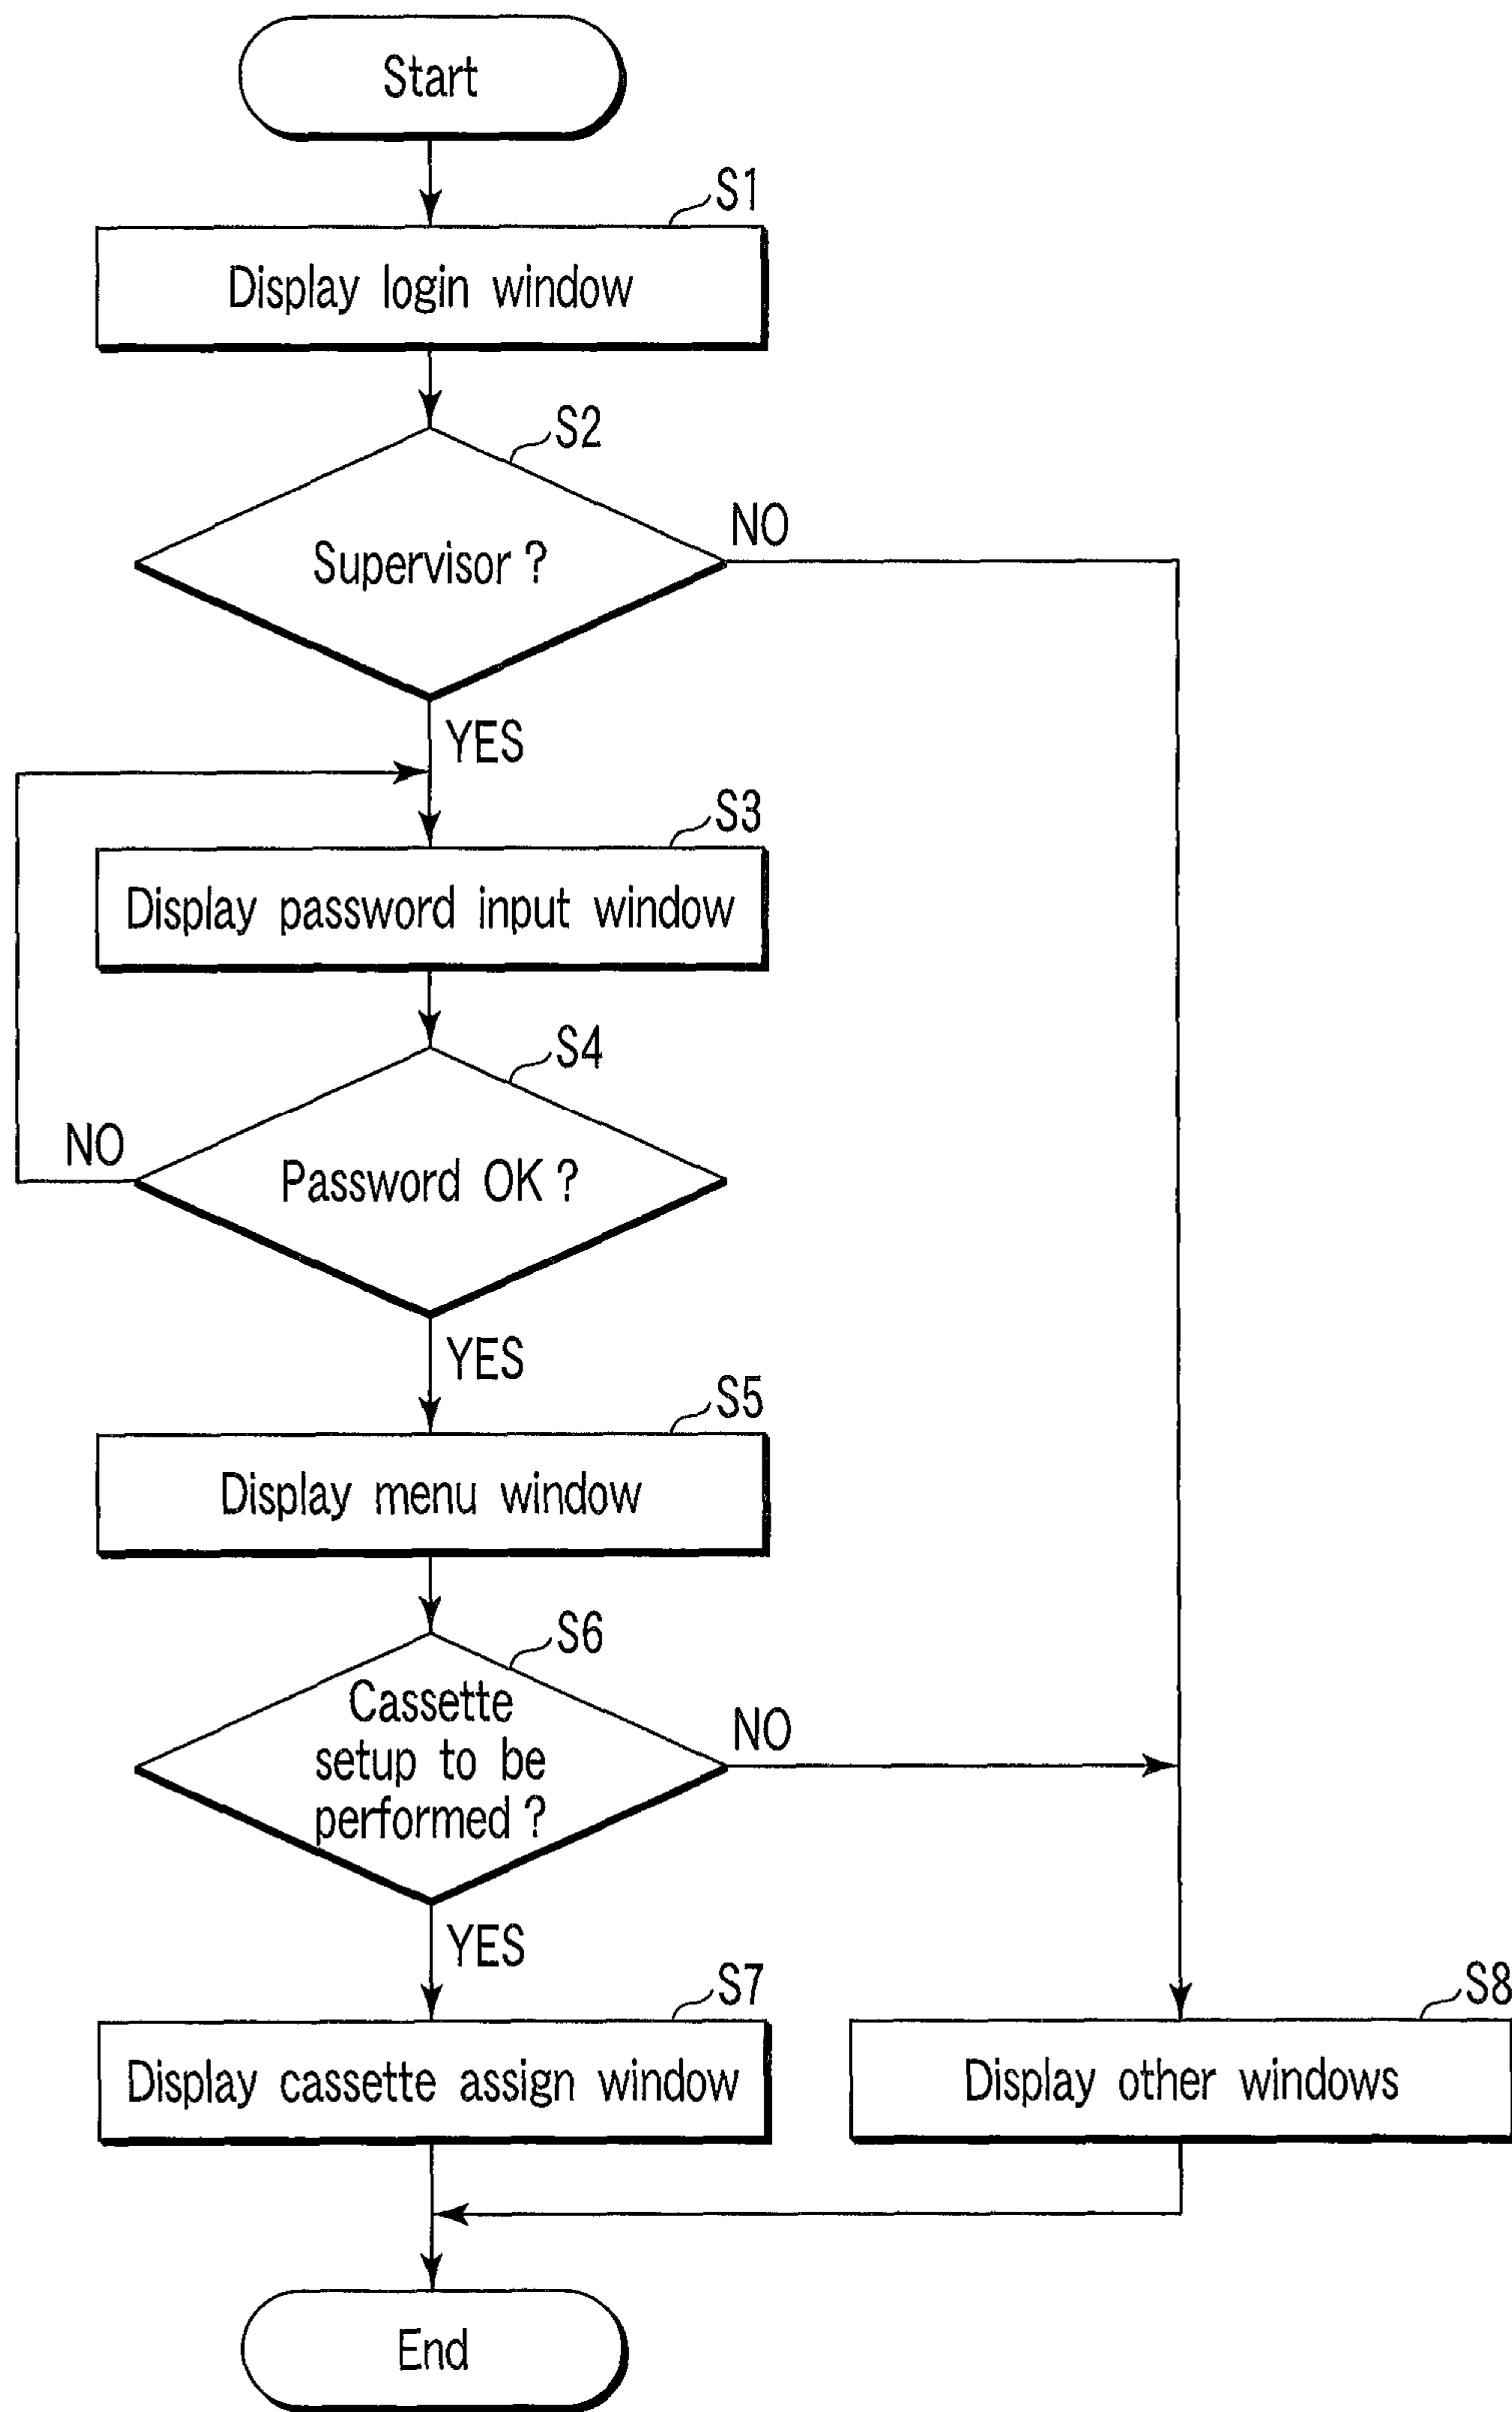 Start
S1
Display login window
S2
Supervisor ?
NO
YES
S3
Display password input window
S4
NO
Password OK ?
YES
S5
Display menu window
S6
Cassette
setup to be
performed ?
NO
YES
S7
Display cassette assign window
S8
Display other windows
End